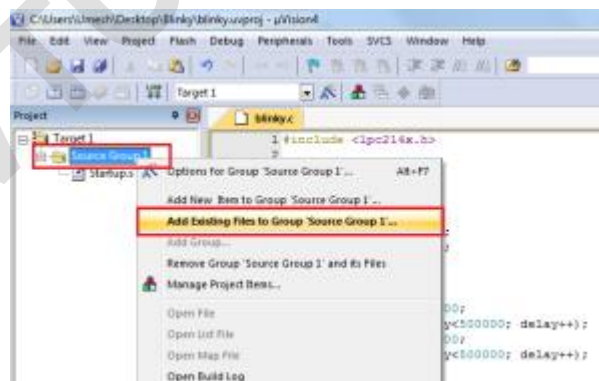 C:\Users\Umesh\Desktop\Blinky\blinky.uvproj - µVision4
File Edit View Project Flash Debug Peripherals Tools SVCS Window Help
Target 1
Project
blinky.c
Target 1
1 #include <lpc214x.h>
Source Group 1
2
Startup.s
Options for Group 'Source Group 1'... Alt+F7
Add New Item to Group 'Source Group 1'...
Add Existing Files to Group 'Source Group 1'...
Add Group...
Remove Group 'Source Group 1' and its Files
Manage Project Items...
Open File
00;
Open List File
y<500000; delay++);
00;
Open Map File
y<500000; delay++);
Open Build Log